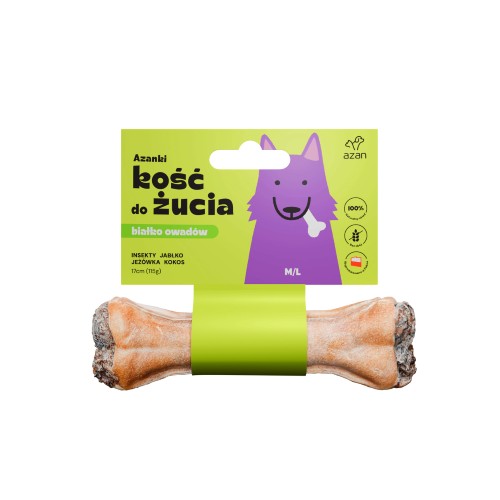 Azanki
kość
do żucia
białko owadów
INSEKTY JABŁKO
JEŻÓWKA KOKOS
17cm (115g)
M/L
azan
100%